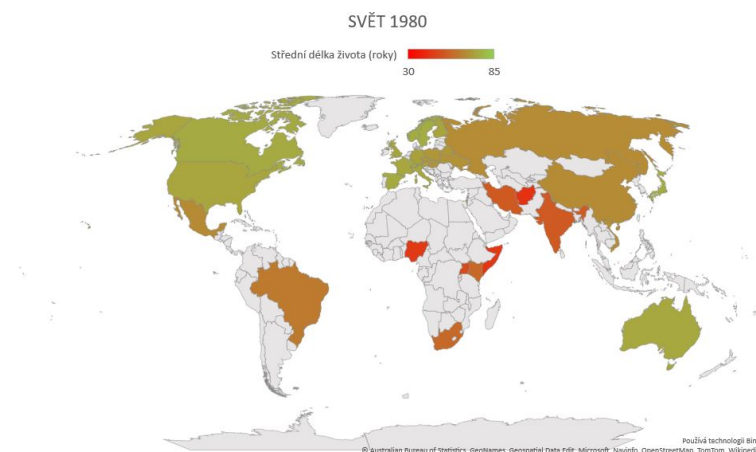 SVĚT 1980
Střední délka života (roky)
30 85
Používá technologii Bin
© Australian Bureau of Statistics, GeoNames, Geospatial Data Edit, Microsoft, Navinfo, OpenStreetMap, TomTom,